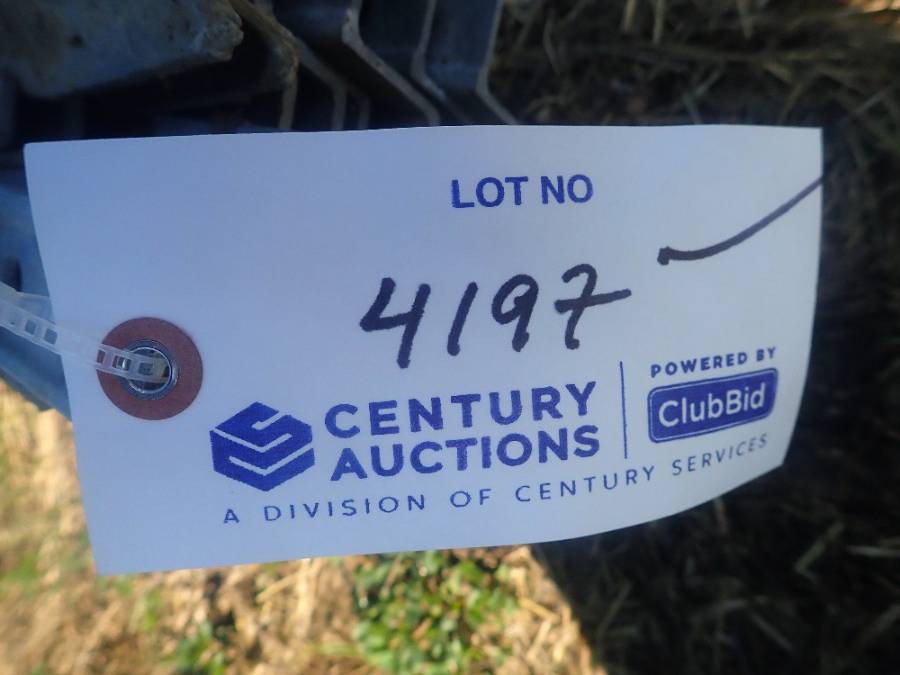 LOT NO
4197
CENTURY
AUCTIONS
POWERED BY
ClubBid
A DIVISION OF CENTURY SERVICES